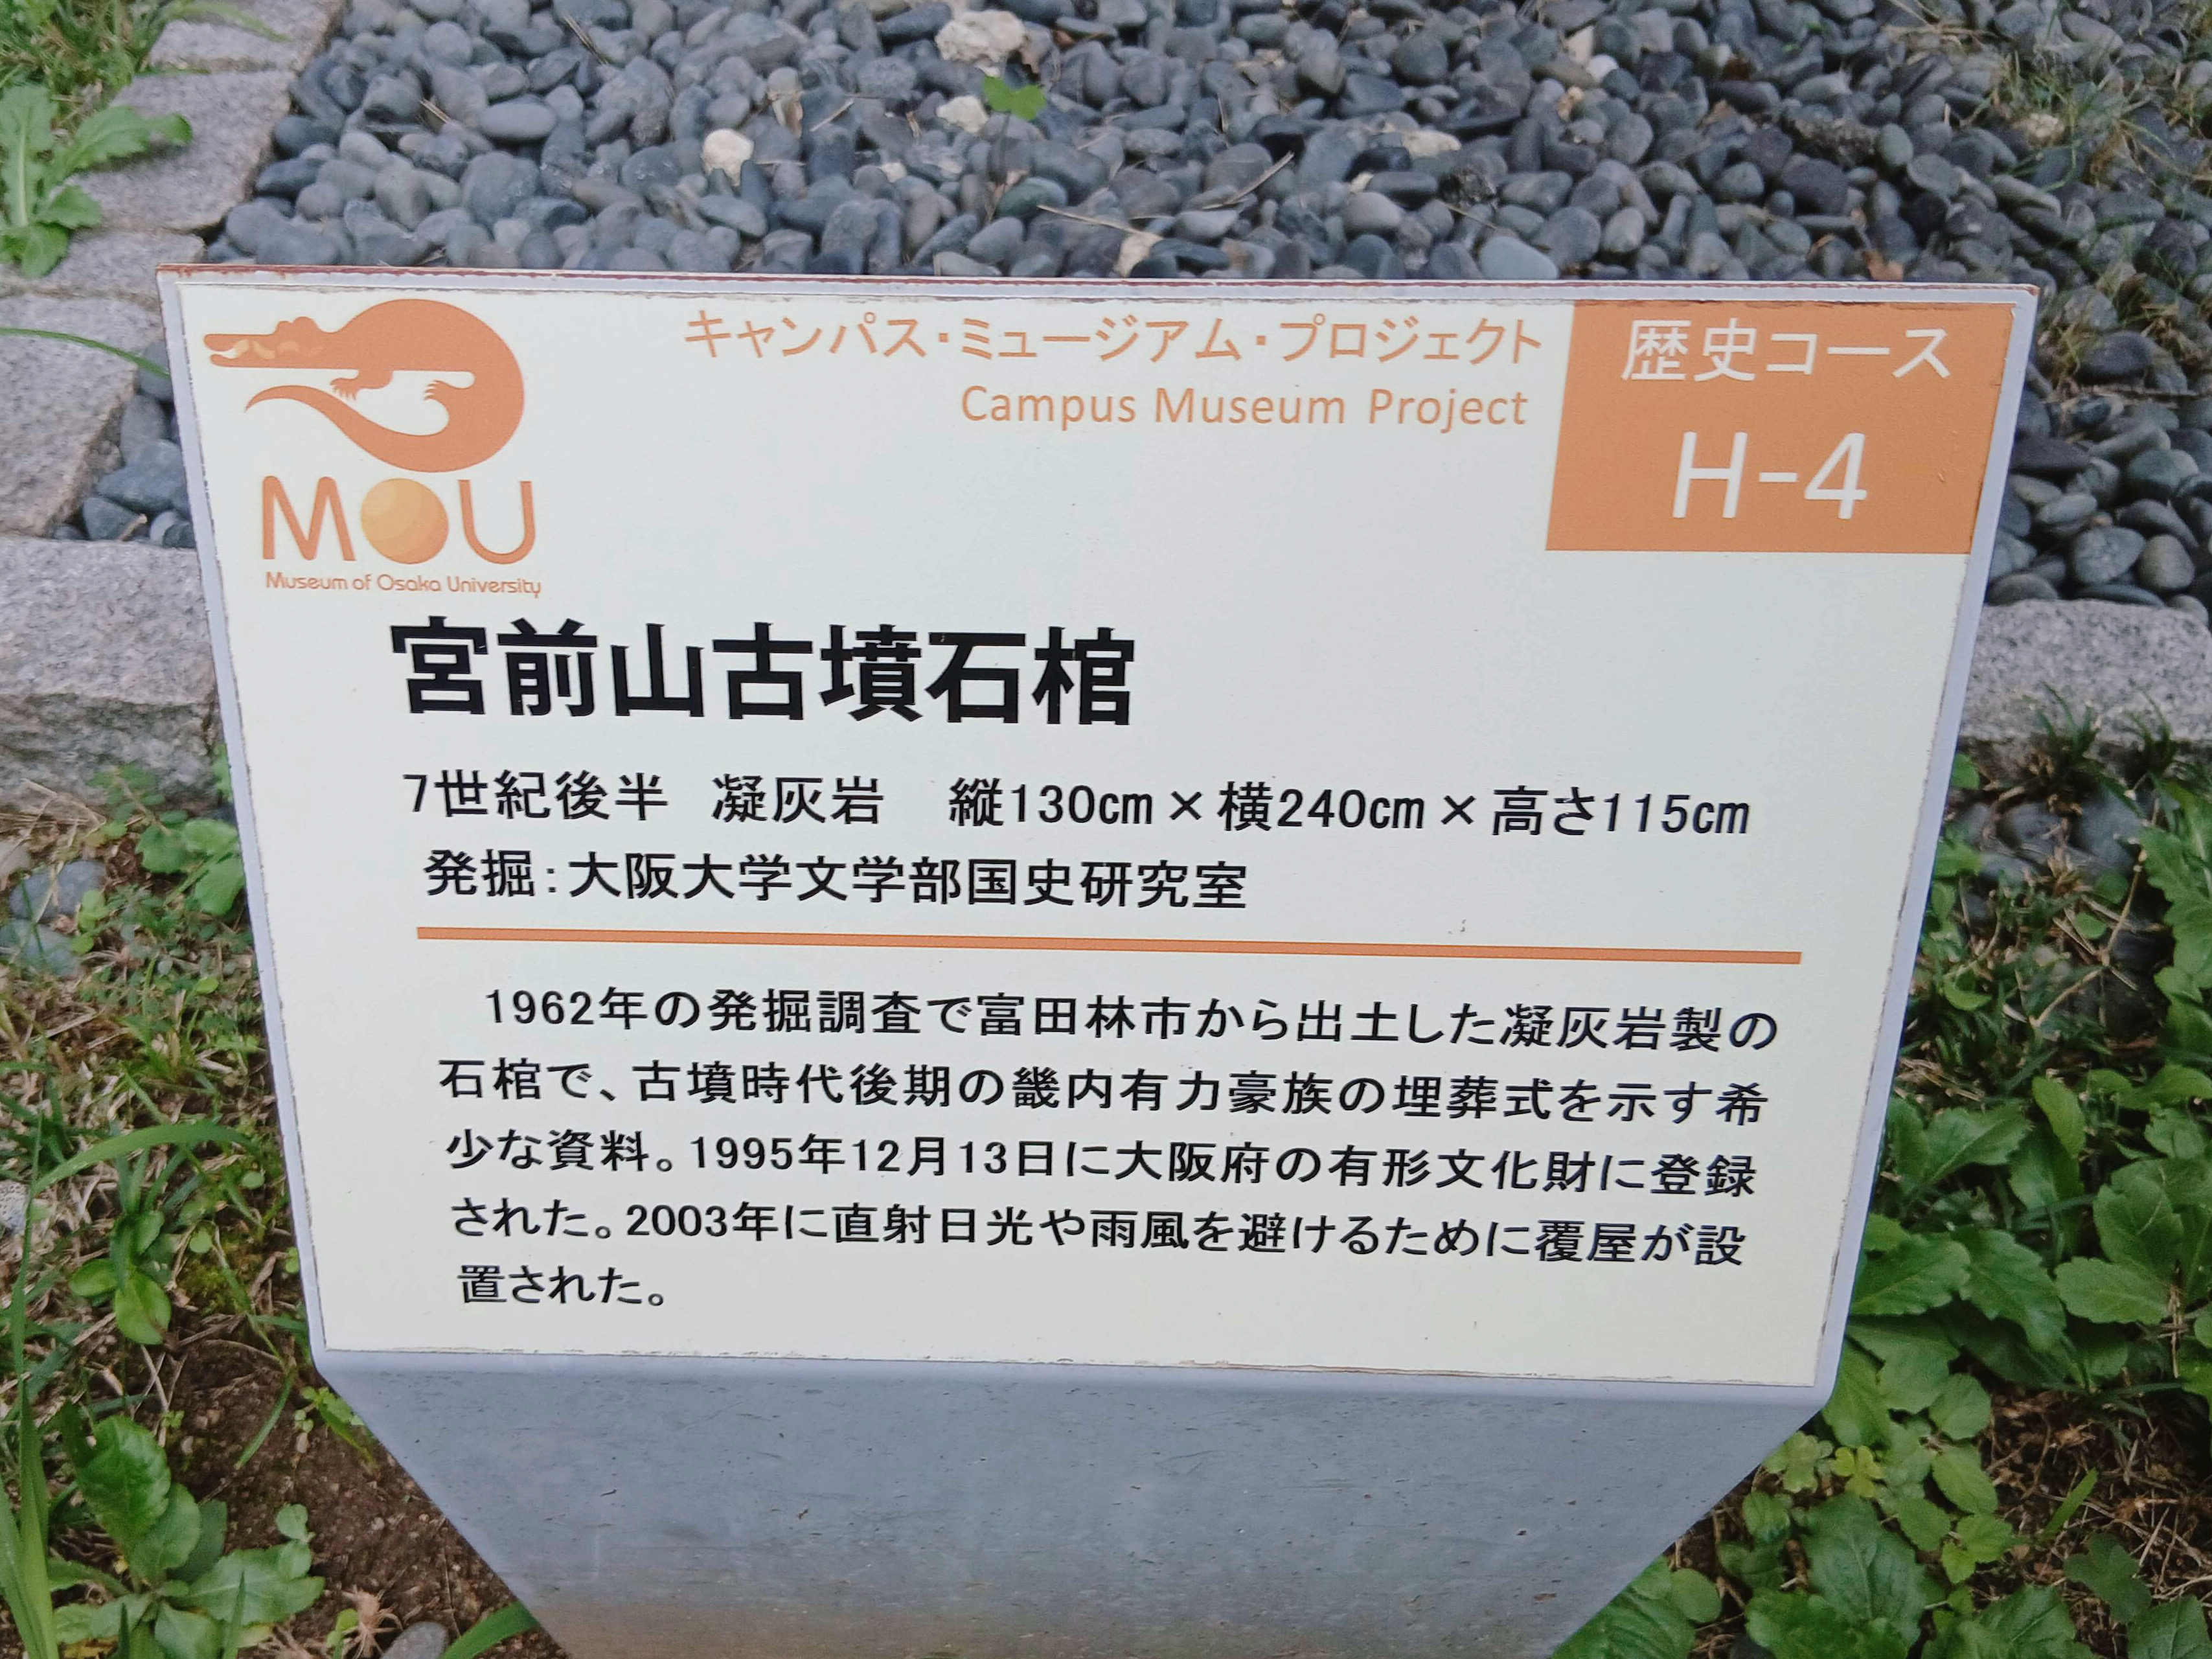 キャンパス・ミュージアム・プロジェクト
Campus Museum Project
歴史コース
H-4
MOU
Museum of Osaka University
宮前山古墳石棺
7世紀後半　凝灰岩　縦130cm×横240cm×高さ115cm
発掘：大阪大学文学部国史研究室
1962年の発掘調査で富田林市から出土した凝灰岩製の
石棺で、古墳時代後期の畿内有力豪族の埋葬式を示す希
少な資料。1995年12月13日に大阪府の有形文化財に登録
された。2003年に直射日光や雨風を避けるために覆屋が設
置された。